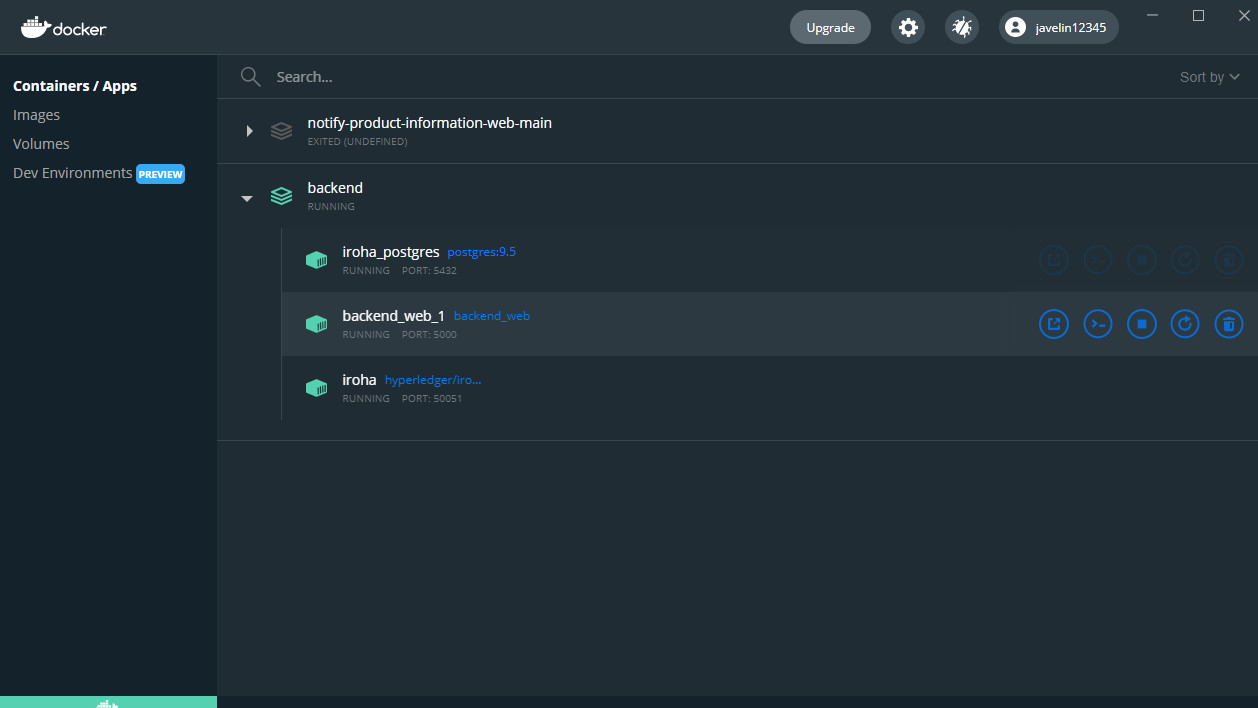 docker
Upgrade
javelin12345
Containers / Apps
Images
Volumes
Dev Environments PREVIEW
Search...
Sort by
notify-product-information-web-main
EXITED (UNDEFINED)
backend
RUNNING
iroha_postgres postgres:9.5
RUNNING PORT: 5432
backend_web_1 backend_web
RUNNING PORT: 5000
iroha hyperledger/iro...
RUNNING PORT: 50051